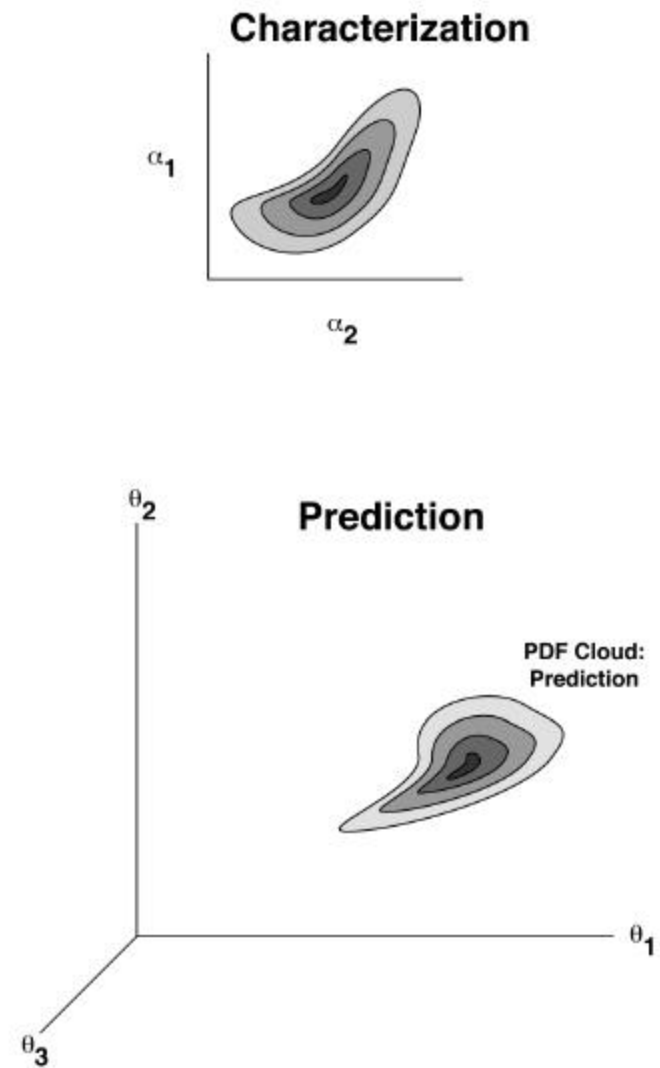 Characterization
α1
α2
θ2
Prediction
PDF Cloud:
Prediction
θ1
θ3